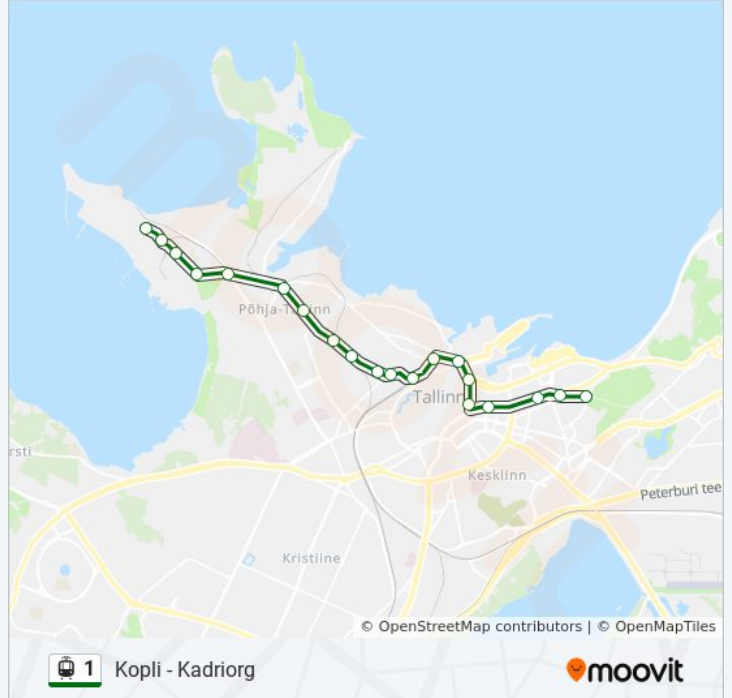 Põhja-Tallinn
Tallinn
rsti
Kesklinn
Peterburi tee
Kristiine
© OpenStreetMap contributors | © OpenMapTiles
1 Kopli - Kadriorg
moovit